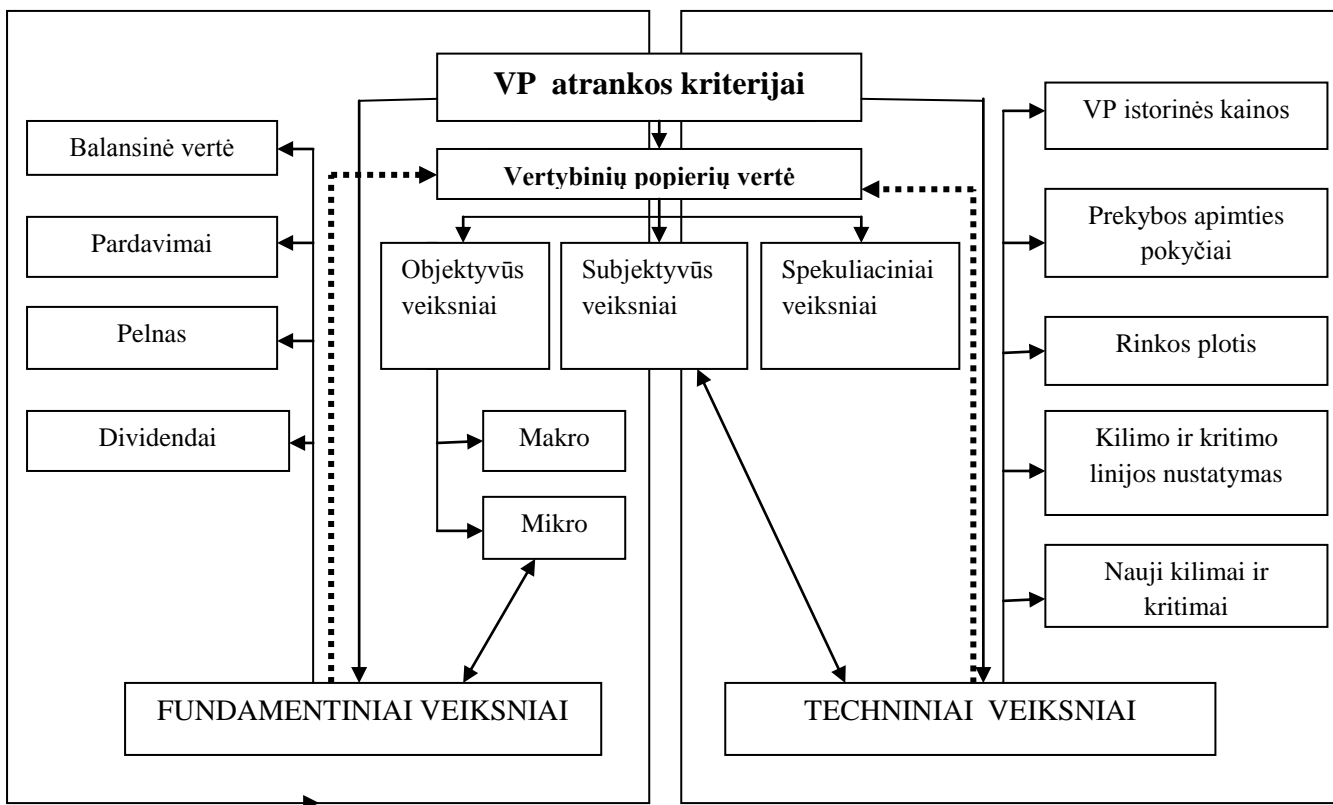 VP atrankos kriterijai
Vertybinių popierių vertė
Balansinė vertė
Pardavimai
Pelnas
Dividendai
Objektyvūs
veiksniai
Subjektyvūs
veiksniai
Spekuliaciniai
veiksniai
Makro
Mikro
VP istorinės kainos
Prekybos apimties
pokyčiai
Rinkos plotis
Kilimo ir kritimo
linijos nustatymas
Nauji kilimai ir
kritimai
FUNDAMENTINIAI VEIKSNIAI
TECHNINIAI VEIKSNIAI